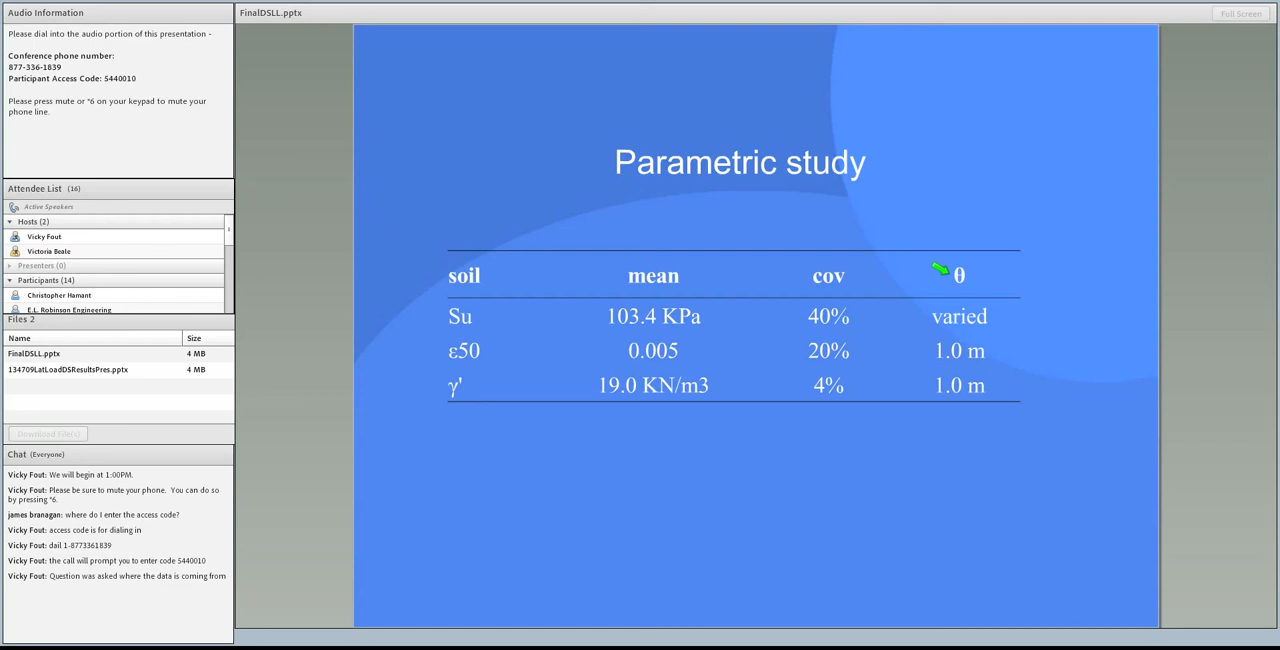 Audio Information
Please dial into the audio portion of this presentation -
Conference phone number:
877-336-1839
Participant Access Code: 5440010
Please press mute or *6 on your keypad to mute your
phone line.
Attendee List (16)
Active Speakers
Hosts (2)
Vicky Fout
Victoria Beale
Presenters (0)
Participants (14)
Christopher Hamant
E.L. Robinson Engineering
Files 2
Name Size
FinalDSLL.pptx 4 MB
134709LatLoadDSResultsPres.pptx 4 MB
Download File(s)
Chat (Everyone)
Vicky Fout: We will begin at 1:00PM.
Vicky Fout: Please be sure to mute your phone. You can do so
by pressing *6.
james branagan: where do I enter the access code?
Vicky Fout: access code is for dialing in
Vicky Fout: dail 1-8773361839
Vicky Fout: the call will prompt you to enter code 5440010
Vicky Fout: Question was asked where the data is coming from
FinalDSLL.pptx
Full Screen
Parametric study
soil mean cov θ
Su 103.4 KPa 40% varied
ε50 0.005 20% 1.0 m
γ' 19.0 KN/m3 4% 1.0 m